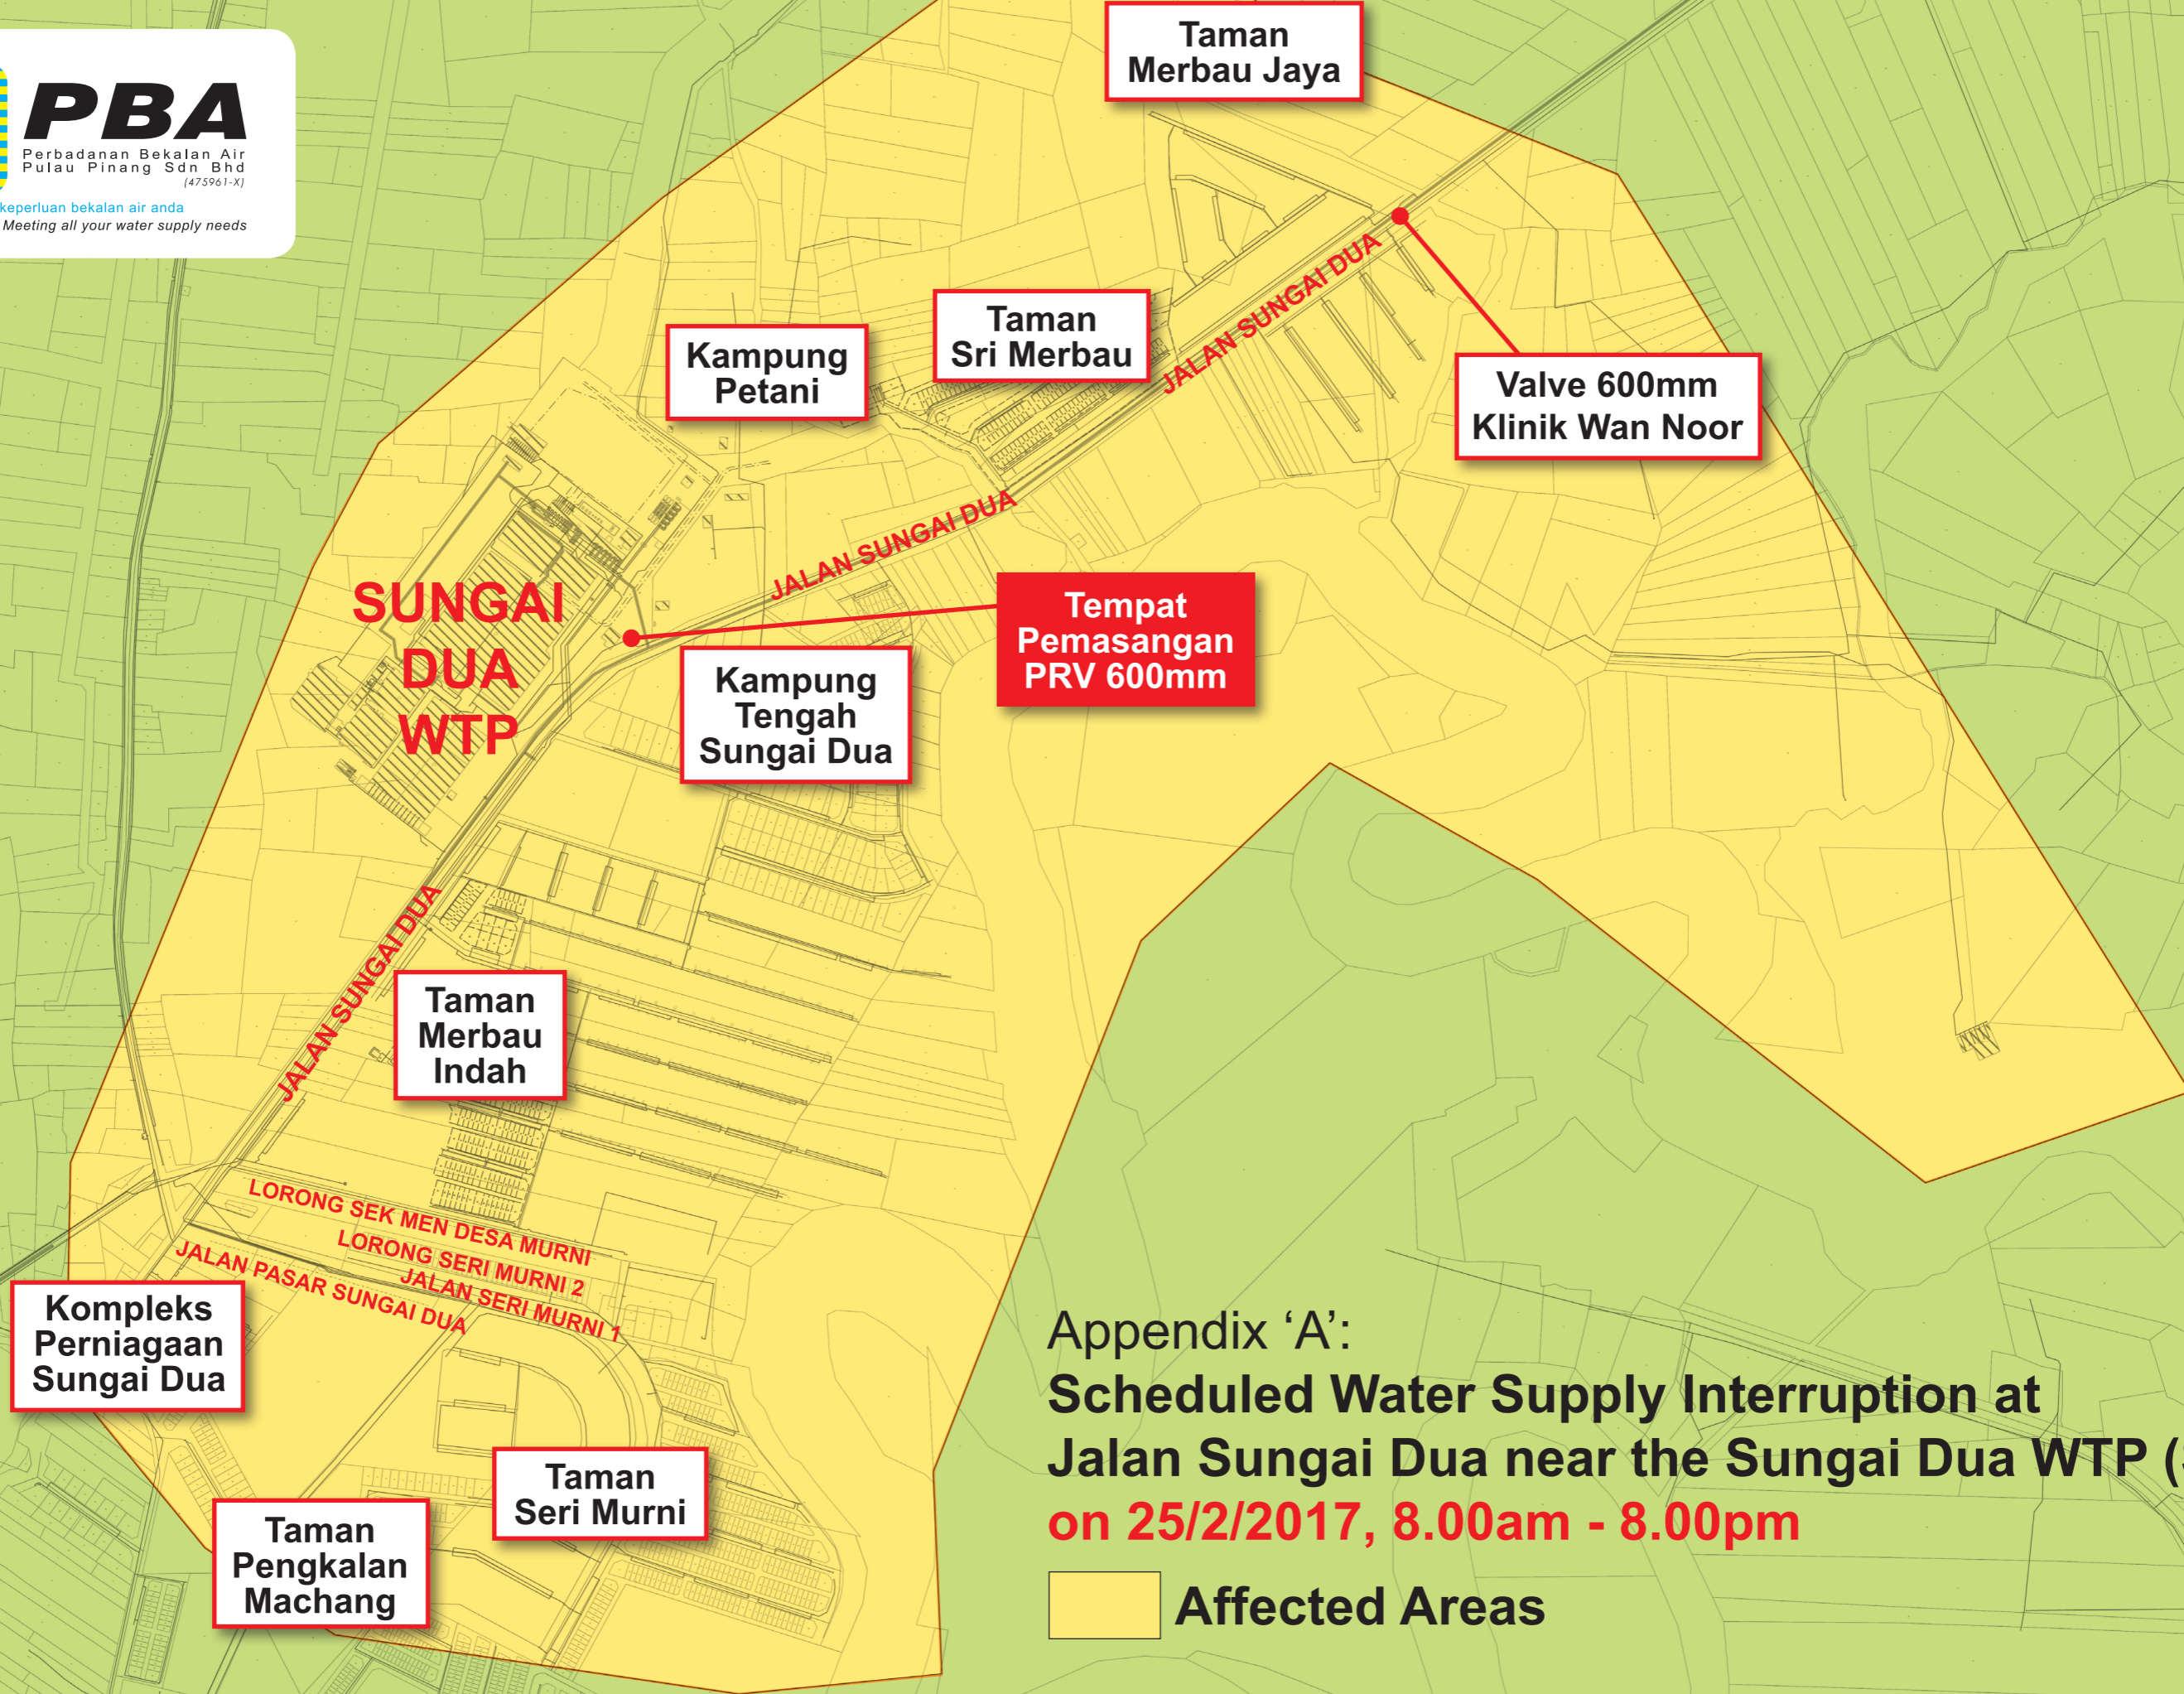 PBA
Perbadanan Bekalan Air
Pulau Pinang Sdn Bhd
(475961-X)
keperluan bekalan air anda
Meeting all your water supply needs
Taman
Merbau Jaya
JALAN SUNGAI DUA
Taman
Sri Merbau
Kampung
Petani
Valve 600mm
Klinik Wan Noor
JALAN SUNGAI DUA
SUNGAI
DUA
WTP
Tempat
Pemasangan
PRV 600mm
Kampung
Tengah
Sungai Dua
JALAN SUNGAI DUA
Taman
Merbau
Indah
LORONG SEK MEN DESA MURNI
LORONG SERI MURNI 2
JALAN SERI MURNI 1
JALAN PASAR SUNGAI DUA
Kompleks
Perniagaan
Sungai Dua
Taman
Seri Murni
Taman
Pengkalan
Machang
Appendix ‘A’:
Scheduled Water Supply Interruption at
Jalan Sungai Dua near the Sungai Dua WTP (
on 25/2/2017, 8.00am - 8.00pm
Affected Areas